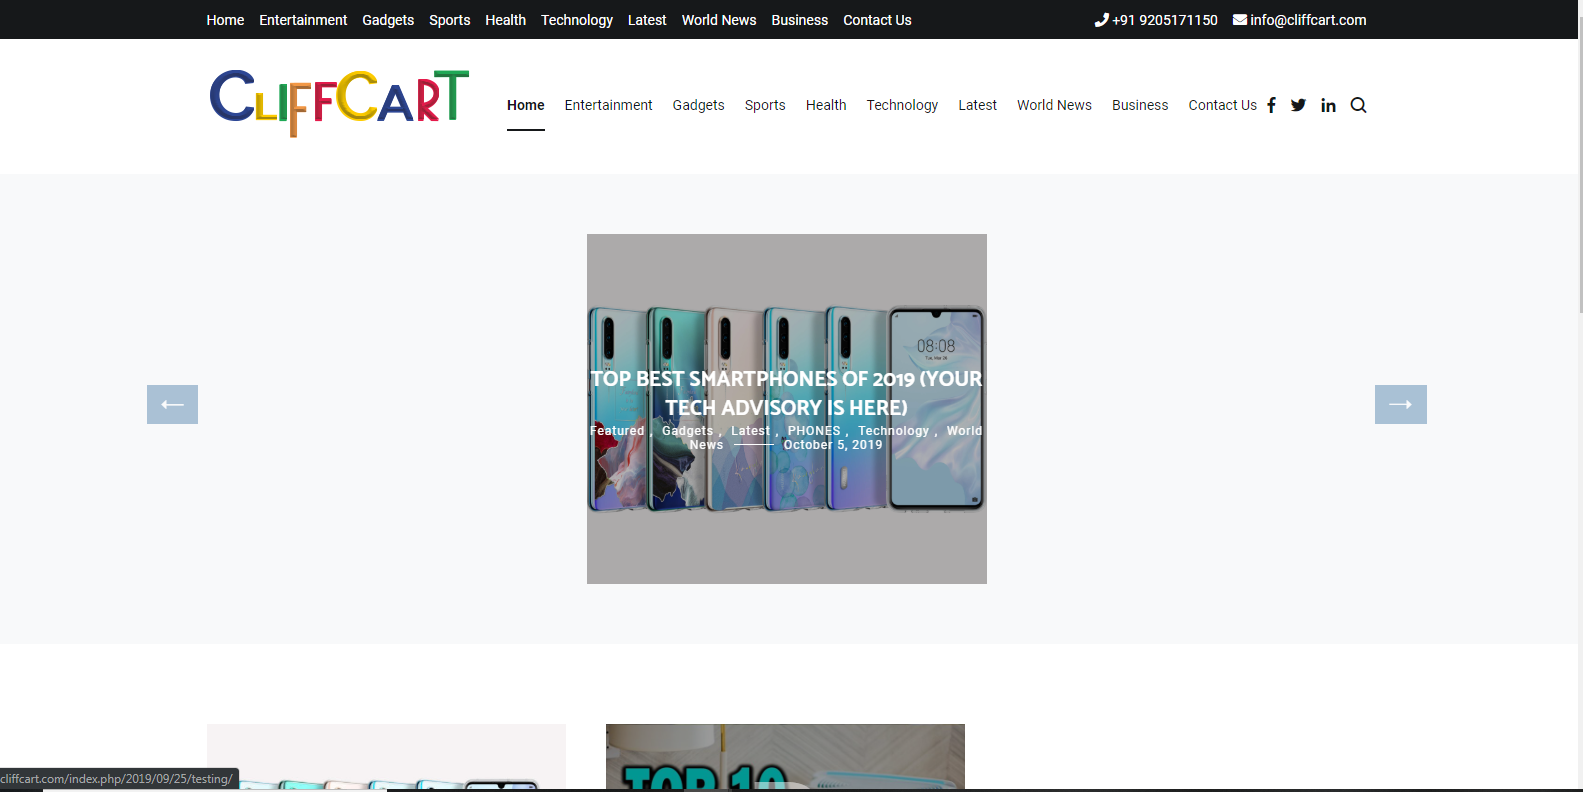 Home Entertainment Gadgets Sports Health Technology Latest World News Business Contact Us +91 9205171150 info@cliffcart.com
CLIFFCART
Home Entertainment Gadgets Sports Health Technology Latest World News Business Contact Us
08:08
TOP BEST SMARTPHONES OF 2019 (YOUR
TECH ADVISORY IS HERE)
Featured , Gadgets , Latest , PHONES , Technology , World
News October 5, 2019
TOP 10
cliffcart.com/index.php/2019/09/25/testing/